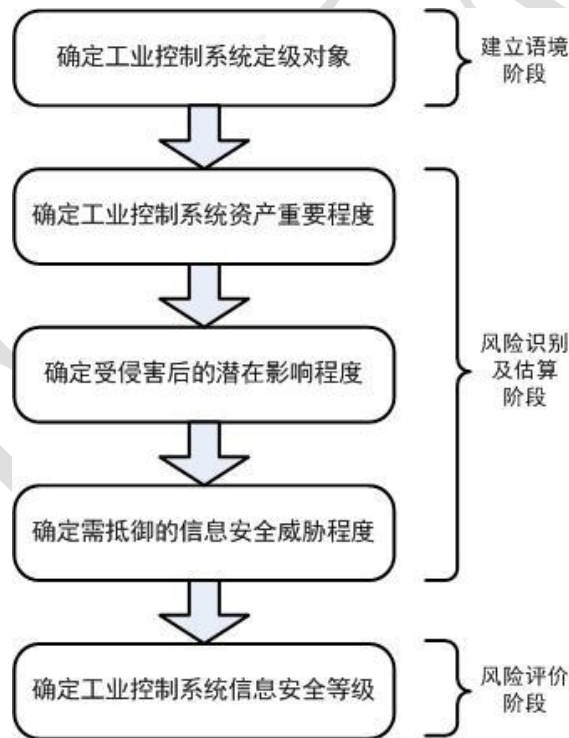 确定工业控制系统定级对象
建立语境
阶段
确定工业控制系统资产重要程度
确定受侵害后的潜在影响程度
风险识别
及估算
阶段
确定需抵御的信息安全威胁程度
确定工业控制系统信息安全等级
风险评价
阶段